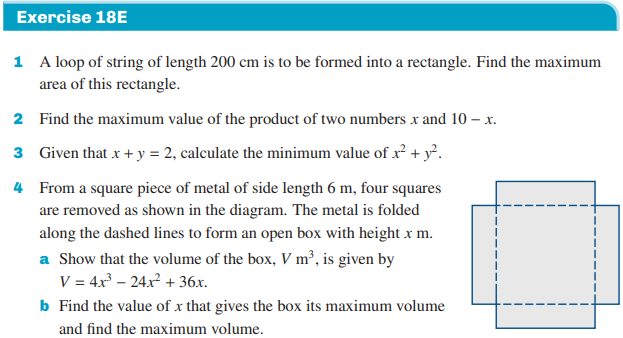 Exercise 18E
1 A loop of string of length 200 cm is to be formed into a rectangle. Find the maximum
area of this rectangle.
2 Find the maximum value of the product of two numbers x and 10 – x.
3 Given that x + y = 2, calculate the minimum value of x² + y².
4 From a square piece of metal of side length 6 m, four squares
are removed as shown in the diagram. The metal is folded
along the dashed lines to form an open box with height x m.
a Show that the volume of the box, V m³, is given by
V = 4x³ – 24x² + 36x.
b Find the value of x that gives the box its maximum volume
and find the maximum volume.